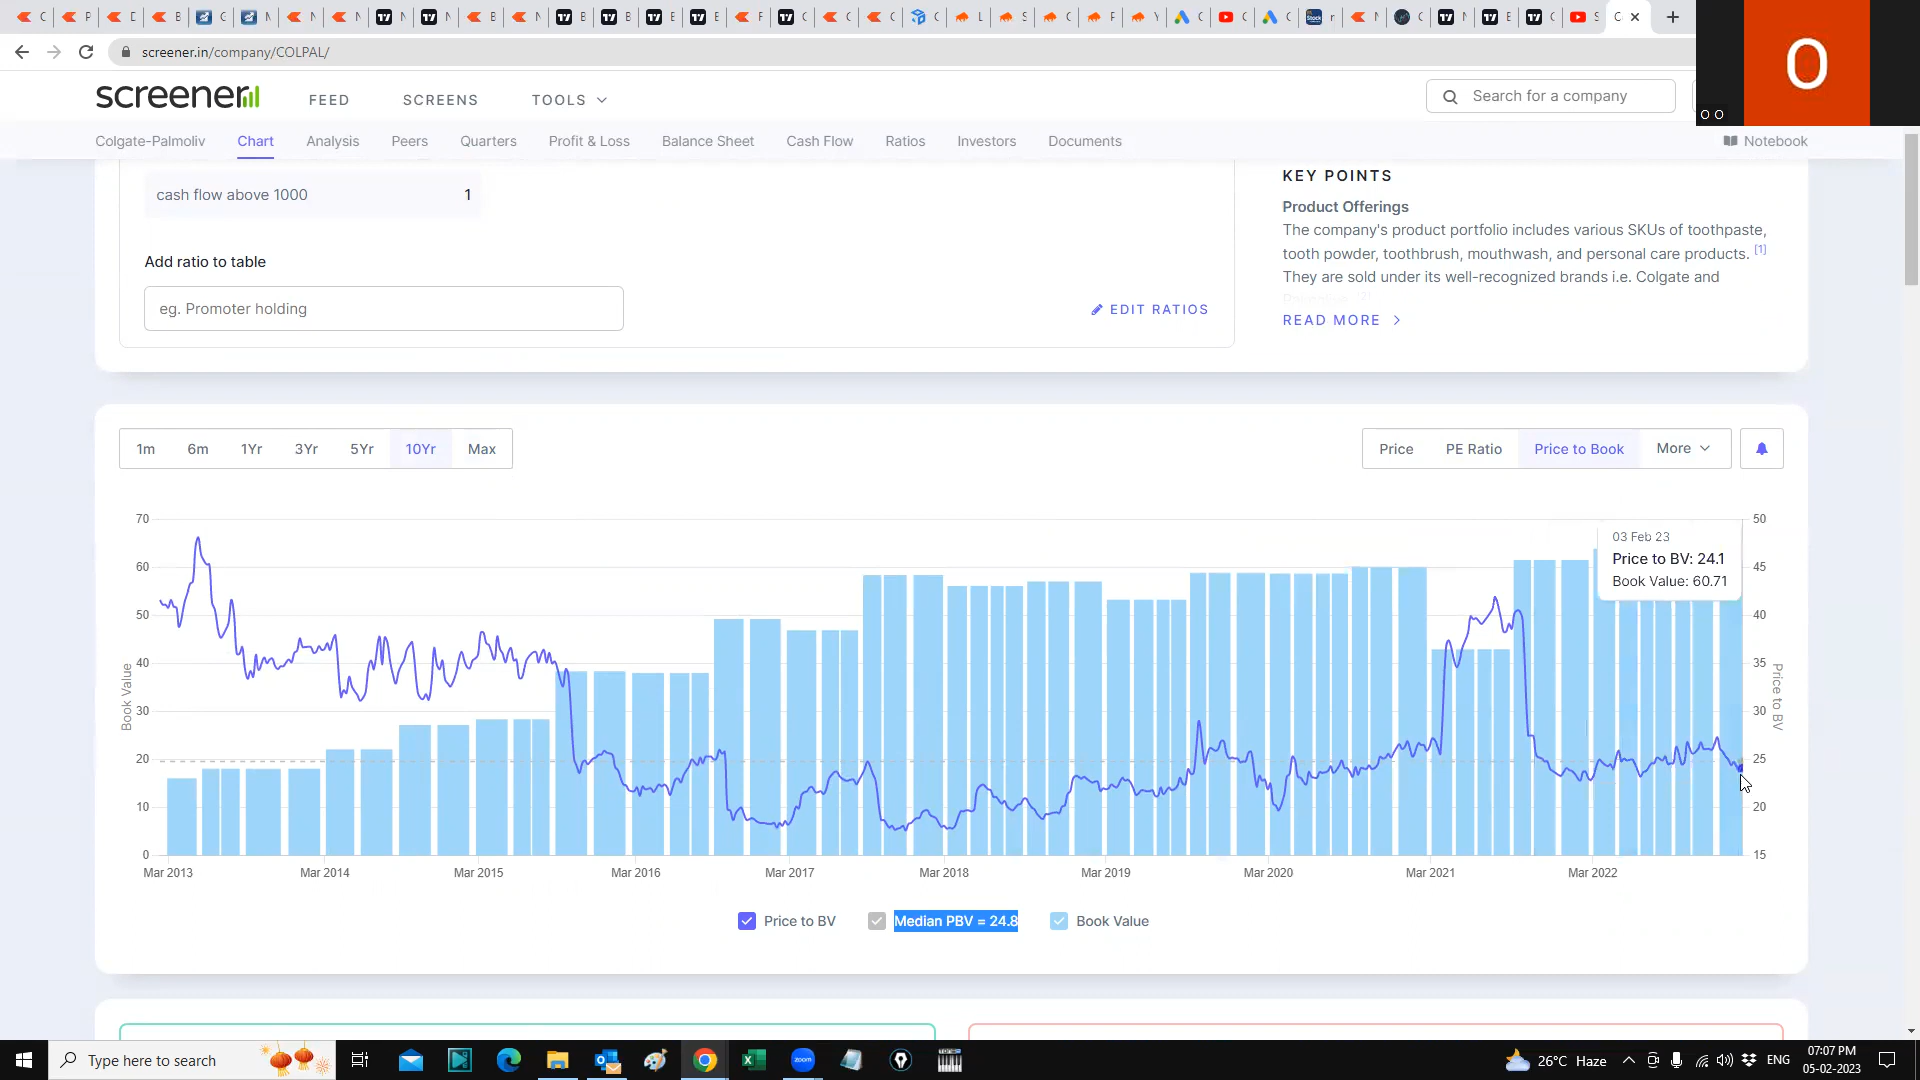 screener.in/company/COLPAL/
O
O O
screener
FEED
SCREENS
TOOLS
Search for a company
Colgate-Palmoliv
Chart
Analysis
Peers
Quarters
Profit & Loss
Balance Sheet
Cash Flow
Ratios
Investors
Documents
Notebook
cash flow above 1000 1
Add ratio to table
eg. Promoter holding
EDIT RATIOS
KEY POINTS
Product Offerings
The company's product portfolio includes various SKUs of toothpaste,
tooth powder, toothbrush, mouthwash, and personal care products. [1]
They are sold under its well-recognized brands i.e. Colgate and
READ MORE
1m 6m 1Yr 3Yr 5Yr 10Yr Max
Price PE Ratio Price to Book More
70
60
50
40
30
20
10
0
Book Value
50
45
40
35
30
25
20
15
Price to BV
03 Feb 23
Price to BV: 24.1
Book Value: 60.71
Mar 2013 Mar 2014 Mar 2015 Mar 2016 Mar 2017 Mar 2018 Mar 2019 Mar 2020 Mar 2021 Mar 2022
Price to BV Median PBV = 24.8 Book Value
Type here to search
zoom
26°C Haze
ENG
07:07 PM
05-02-2023